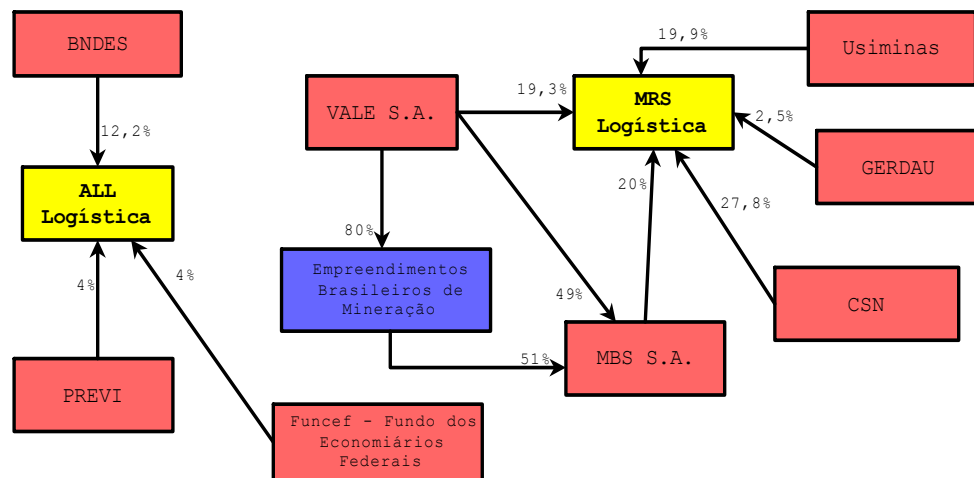 BNDES
12,2%
ALL
Logística
4%
4%
PREVI
Funcef - Fundo dos
Economiários
Federais
VALE S.A.
19,3%
80%
Empreendimentos
Brasileiros de
Mineração
49%
51%
MBS S.A.
20%
MRS
Logística
19,9%
Usiminas
2,5%
GERDAU
27,8%
CSN